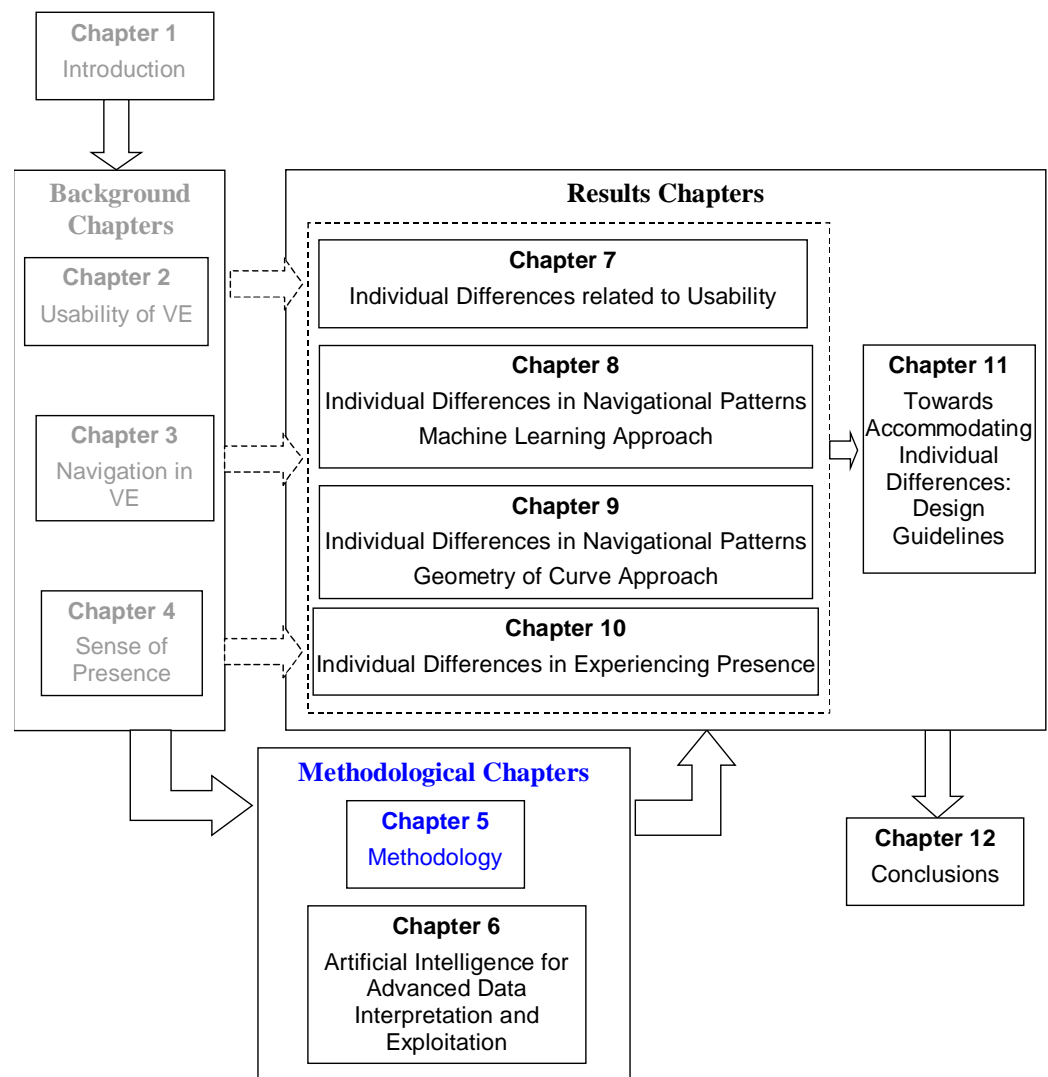 Chapter 1
Introduction
Background
Chapters
Chapter 2
Usability of VE
Chapter 3
Navigation in
VE
Chapter 4
Sense of
Presence
Results Chapters
Chapter 7
Individual Differences related to Usability
Chapter 8
Individual Differences in Navigational Patterns
Machine Learning Approach
Chapter 9
Individual Differences in Navigational Patterns
Geometry of Curve Approach
Chapter 10
Individual Differences in Experiencing Presence
Chapter 11
Towards
Accommodating
Individual
Differences:
Design
Guidelines
Methodological Chapters
Chapter 5
Methodology
Chapter 6
Artificial Intelligence for
Advanced Data
Interpretation and
Exploitation
Chapter 12
Conclusions